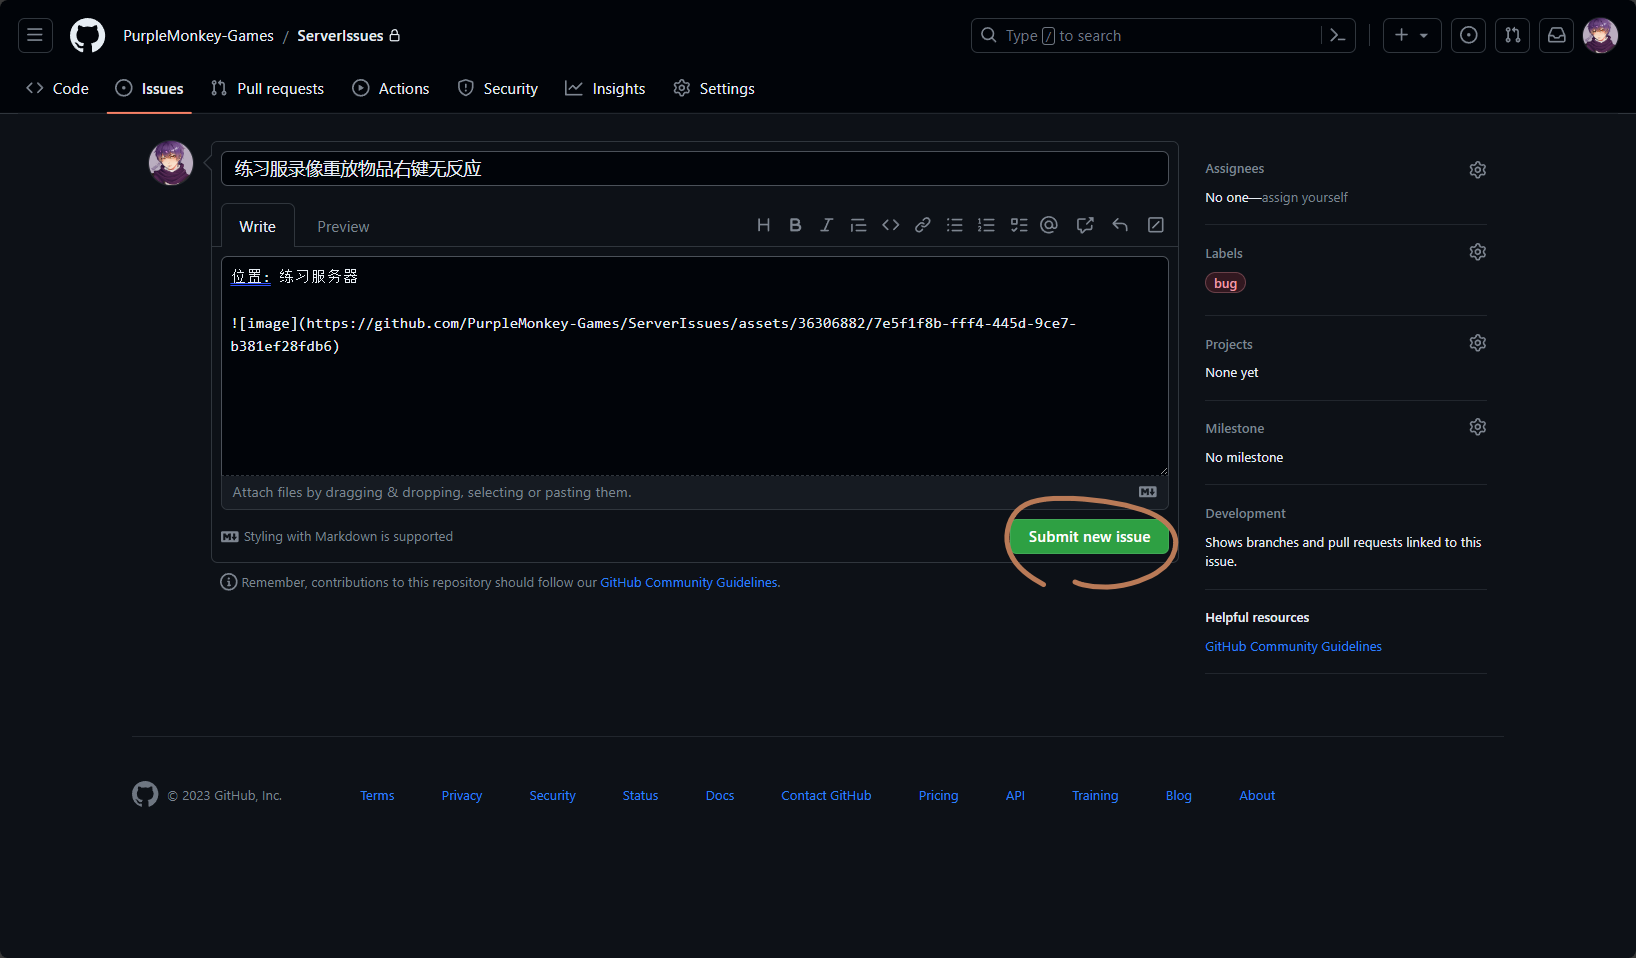 PurpleMonkey-Games / ServerIssues
Type / to search
Code
Issues
Pull requests
Actions
Security
Insights
Settings
练习服录像重放物品右键无反应
Write
Preview
位置: 练习服务器
![image](https://github.com/PurpleMonkey-Games/ServerIssues/assets/36306882/7e5f1f8b-fff4-445d-9ce7-
b381ef28fdb6)
Attach files by dragging & dropping, selecting or pasting them.
Styling with Markdown is supported
Submit new issue
Remember, contributions to this repository should follow our GitHub Community Guidelines.
Assignees
No one—assign yourself
Labels
bug
Projects
None yet
Milestone
No milestone
Development
Shows branches and pull requests linked to this
issue.
Helpful resources
GitHub Community Guidelines
© 2023 GitHub, Inc.
Terms
Privacy
Security
Status
Docs
Contact GitHub
Pricing
API
Training
Blog
About